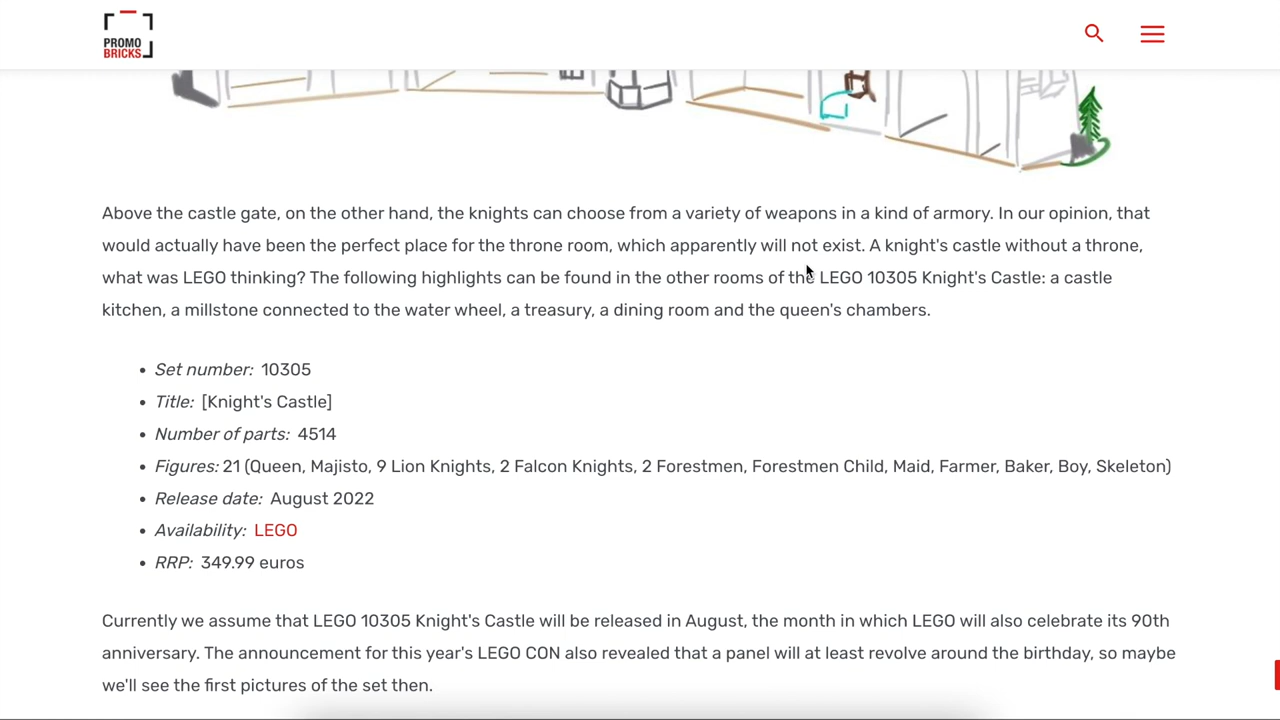 PROMO
BRICKS
Above the castle gate, on the other hand, the knights can choose from a variety of weapons in a kind of armory. In our opinion, that
would actually have been the perfect place for the throne room, which apparently will not exist. A knight's castle without a throne,
what was LEGO thinking? The following highlights can be found in the other rooms of the LEGO 10305 Knight's Castle: a castle
kitchen, a millstone connected to the water wheel, a treasury, a dining room and the queen's chambers.
• Set number: 10305
• Title: [Knight's Castle]
• Number of parts: 4514
• Figures: 21 (Queen, Majisto, 9 Lion Knights, 2 Falcon Knights, 2 Forestmen, Forestmen Child, Maid, Farmer, Baker, Boy, Skeleton)
• Release date: August 2022
• Availability: LEGO
• RRP: 349.99 euros
Currently we assume that LEGO 10305 Knight's Castle will be released in August, the month in which LEGO will also celebrate its 90th
anniversary. The announcement for this year's LEGO CON also revealed that a panel will at least revolve around the birthday, so maybe
we'll see the first pictures of the set then.